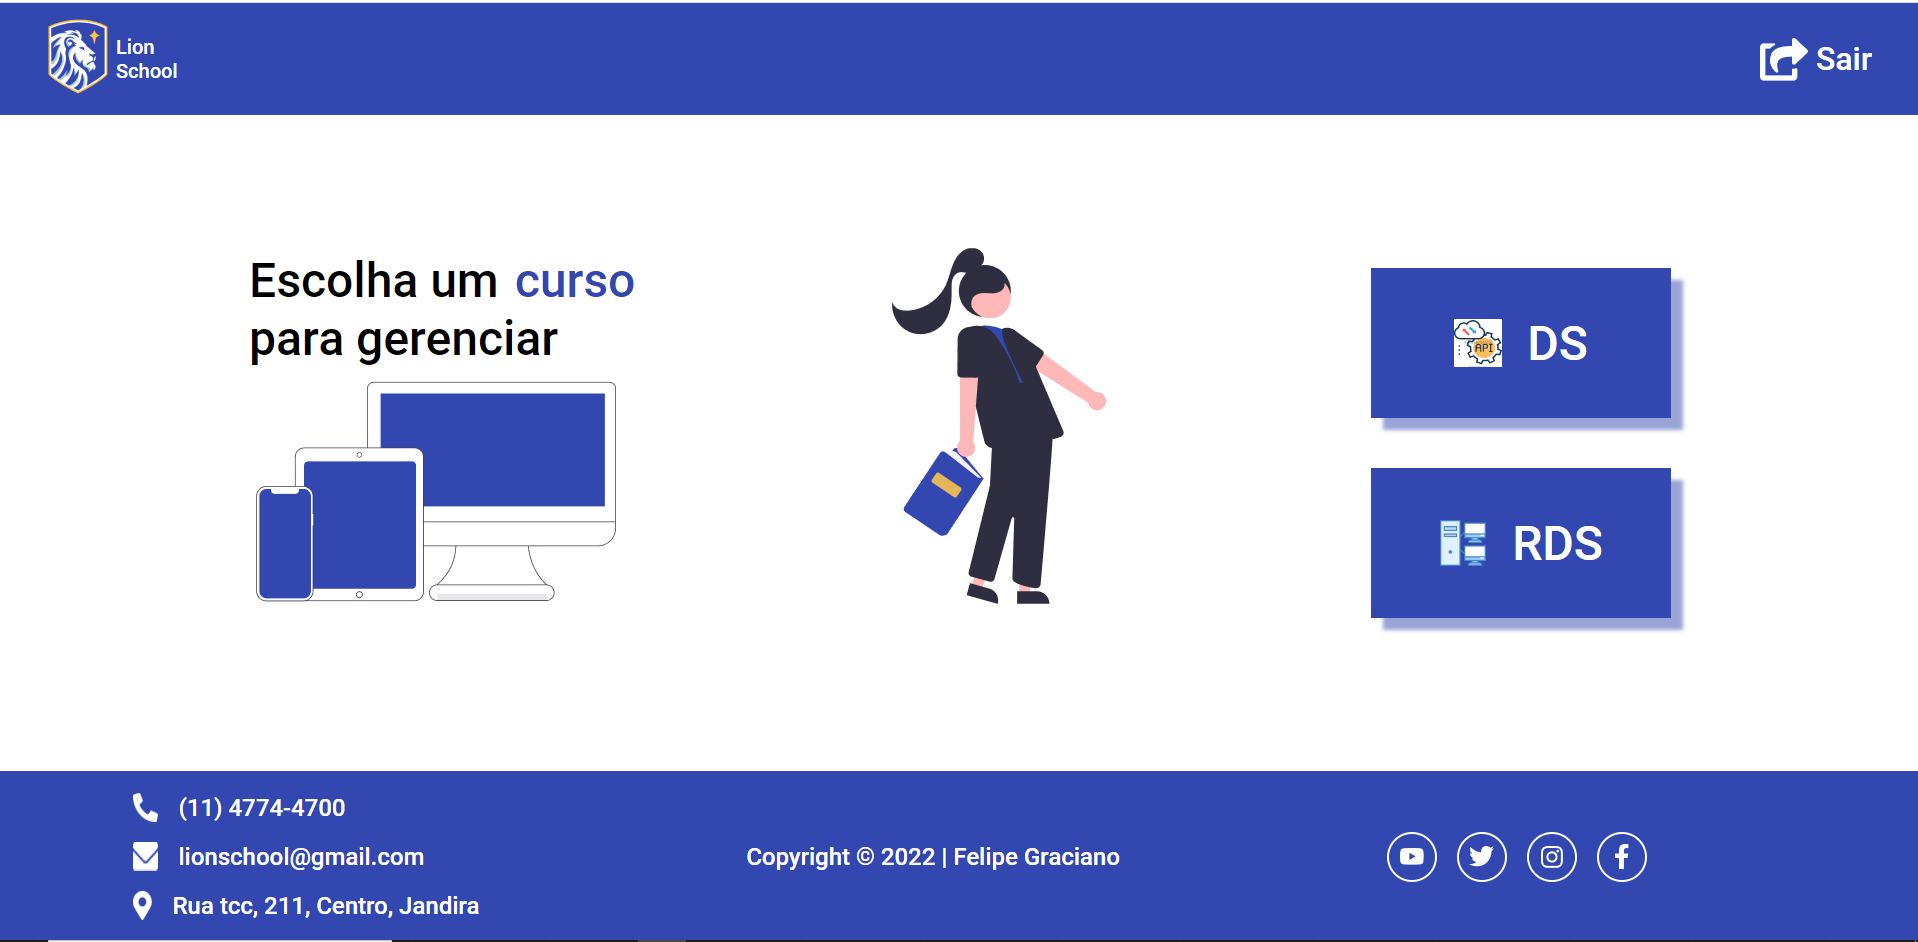 Lion
School
Sair
Escolha um curso
para gerenciar
API
DS
RDS
(11) 4774-4700
lionschool@gmail.com
Rua tcc, 211, Centro, Jandira
Copyright © 2022 | Felipe Graciano